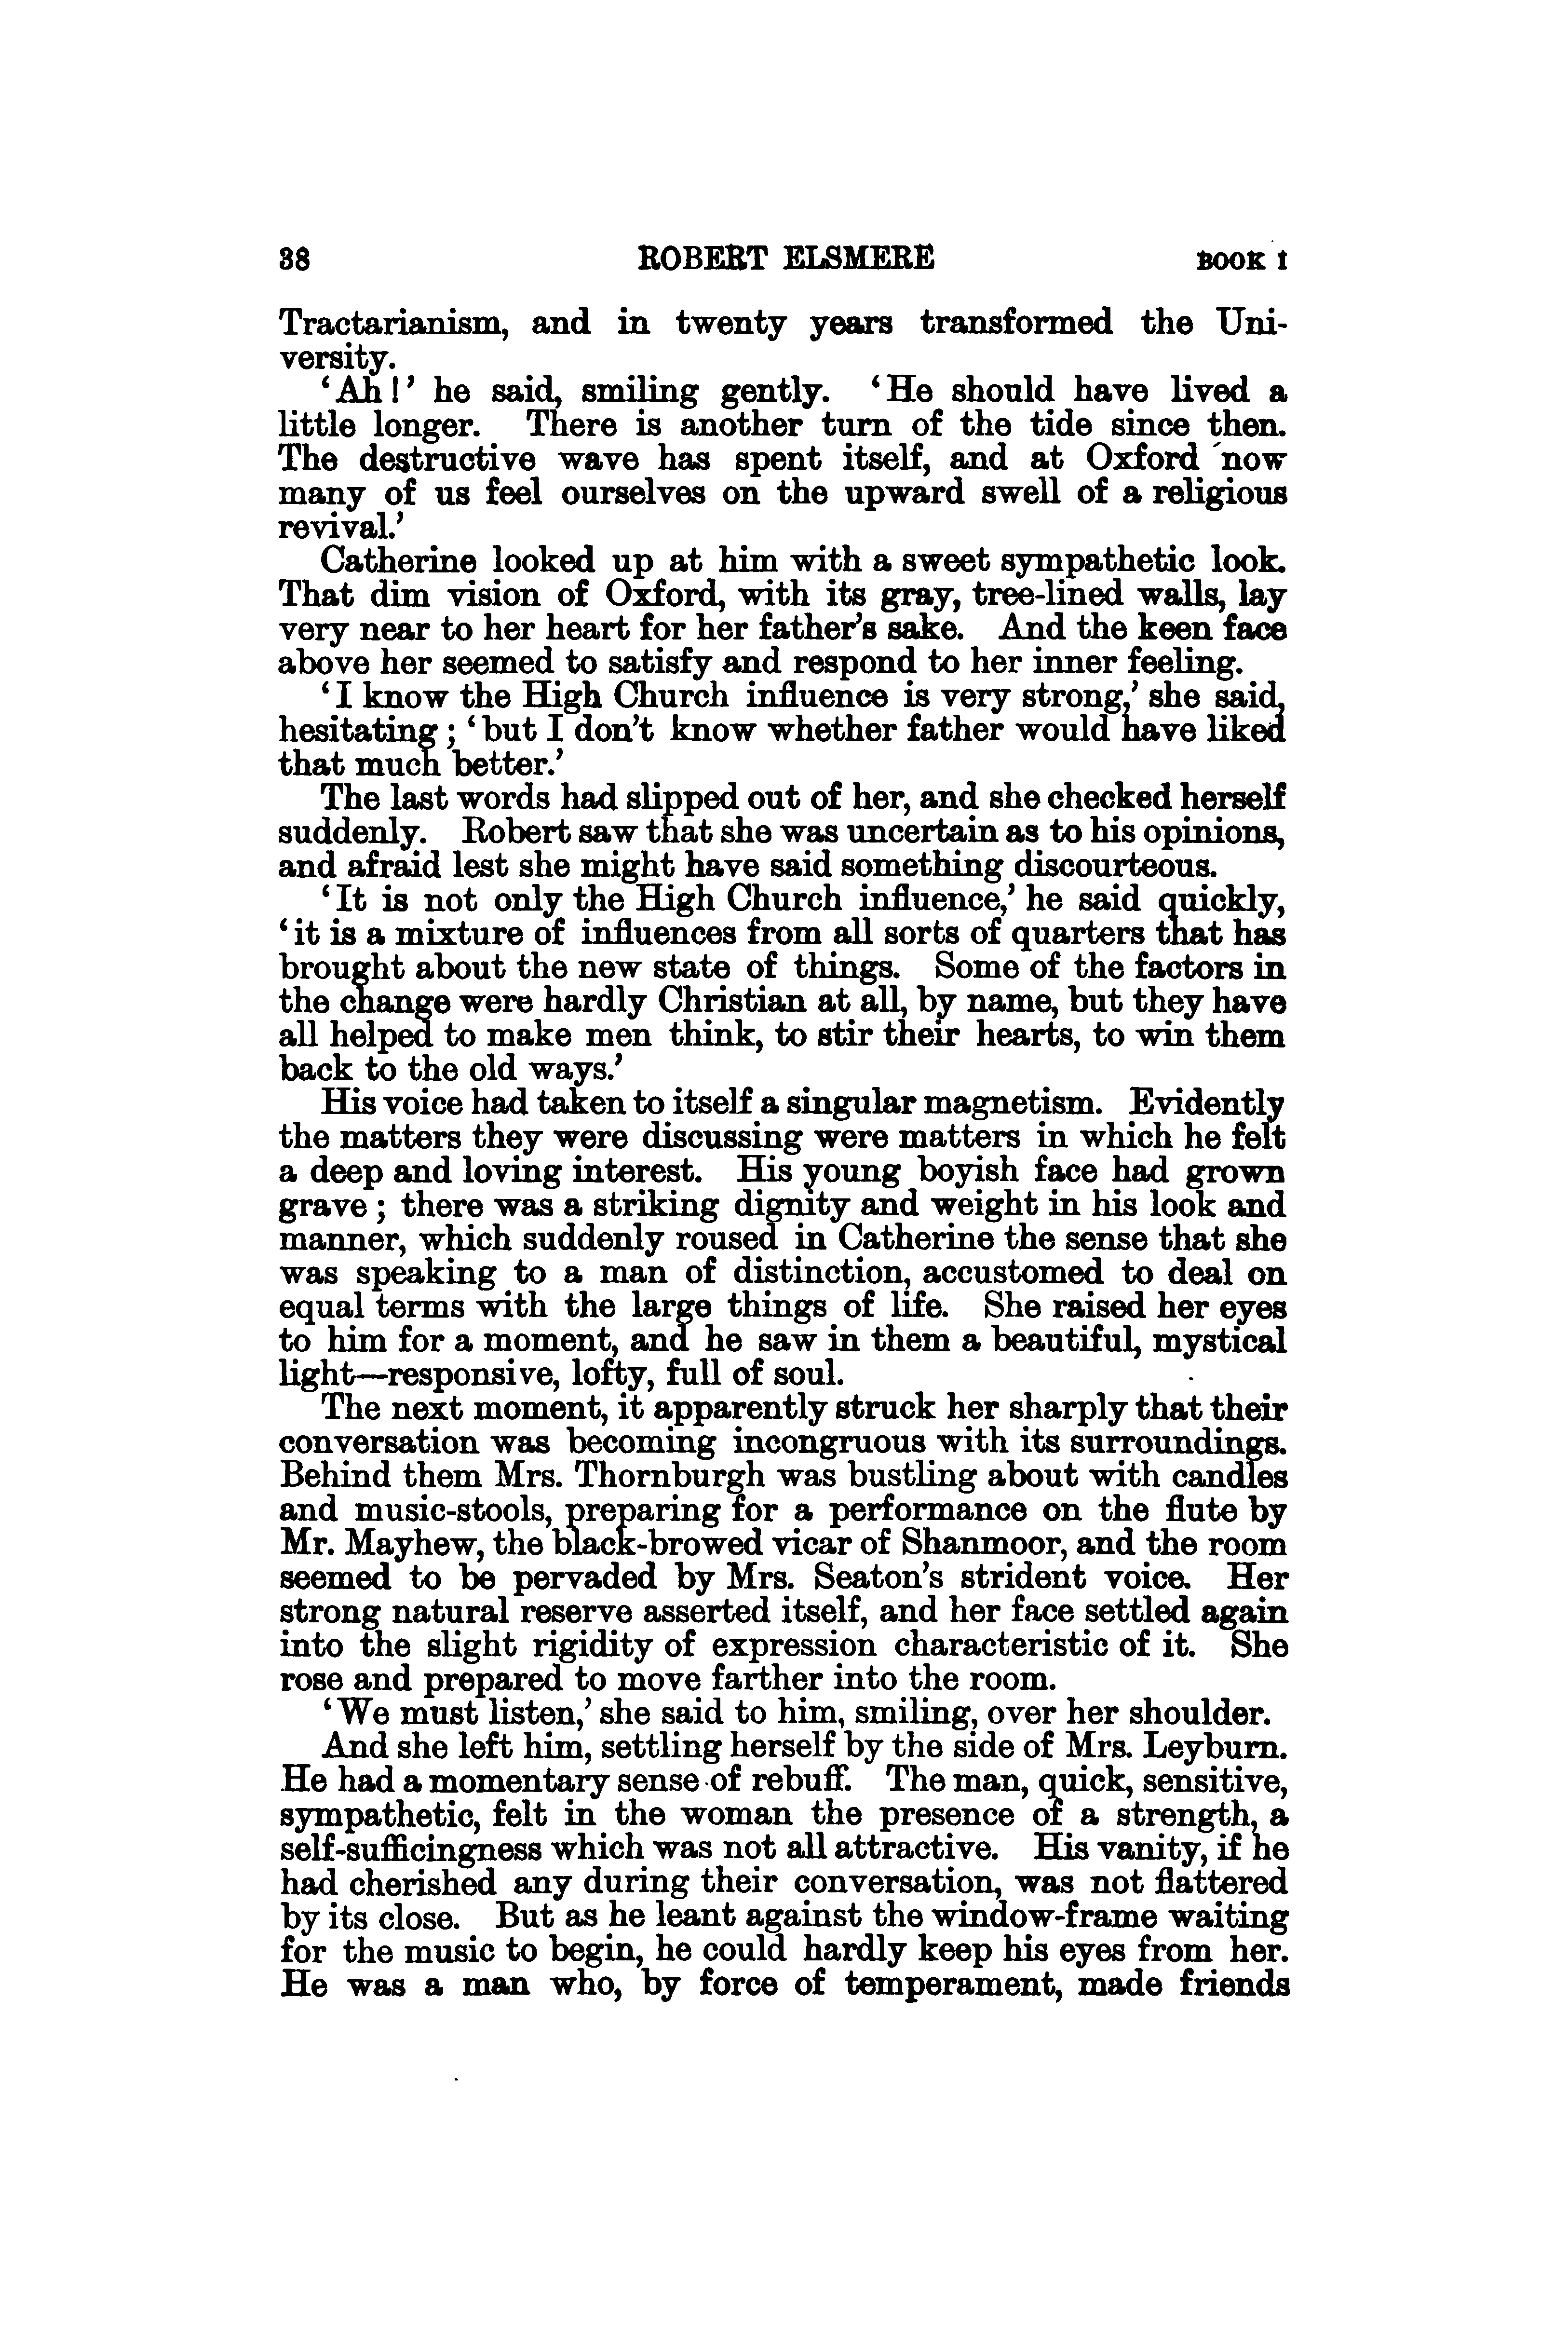 38 ROBERT ELSMERE BOOK I
Tractarianism, and in twenty years transformed the Uni-
versity.
‘Ah!’ he said, smiling gently. ‘He should have lived a
little longer. There is another turn of the tide since then.
The destructive wave has spent itself, and at Oxford now
many of us feel ourselves on the upward swell of a religious
revival.’
Catherine looked up at him with a sweet sympathetic look.
That dim vision of Oxford, with its gray, tree-lined walls, lay
very near to her heart for her father’s sake. And the keen face
above her seemed to satisfy and respond to her inner feeling.
‘I know the High Church influence is very strong,’ she said,
hesitating; ‘but I don’t know whether father would have liked
that much better.’
The last words had slipped out of her, and she checked herself
suddenly. Robert saw that she was uncertain as to his opinions,
and afraid lest she might have said something discourteous.
‘It is not only the High Church influence,’ he said quickly,
‘it is a mixture of influences from all sorts of quarters that has
brought about the new state of things. Some of the factors in
the change were hardly Christian at all, by name, but they have
all helped to make men think, to stir their hearts, to win them
back to the old ways.’
His voice had taken to itself a singular magnetism. Evidently
the matters they were discussing were matters in which he felt
a deep and loving interest. His young boyish face had grown
grave; there was a striking dignity and weight in his look and
manner, which suddenly roused in Catherine the sense that she
was speaking to a man of distinction, accustomed to deal on
equal terms with the large things of life. She raised her eyes
to him for a moment, and he saw in them a beautiful, mystical
light—responsive, lofty, full of soul.
The next moment, it apparently struck her sharply that their
conversation was becoming incongruous with its surroundings.
Behind them Mrs. Thornburgh was bustling about with candles
and music-stools, preparing for a performance on the flute by
Mr. Mayhew, the black-browed vicar of Shanmoor, and the room
seemed to be pervaded by Mrs. Seaton’s strident voice. Her
strong natural reserve asserted itself, and her face settled again
into the slight rigidity of expression characteristic of it. She
rose and prepared to move farther into the room.
‘We must listen,’ she said to him, smiling, over her shoulder.
And she left him, settling herself by the side of Mrs. Leyburn.
He had a momentary sense of rebuff. The man, quick, sensitive,
sympathetic, felt in the woman the presence of a strength, a
self-sufficingness which was not all attractive. His vanity, if he
had cherished any during their conversation, was not flattered
by its close. But as he leant against the window-frame waiting
for the music to begin, he could hardly keep his eyes from her.
He was a man who, by force of temperament, made friends